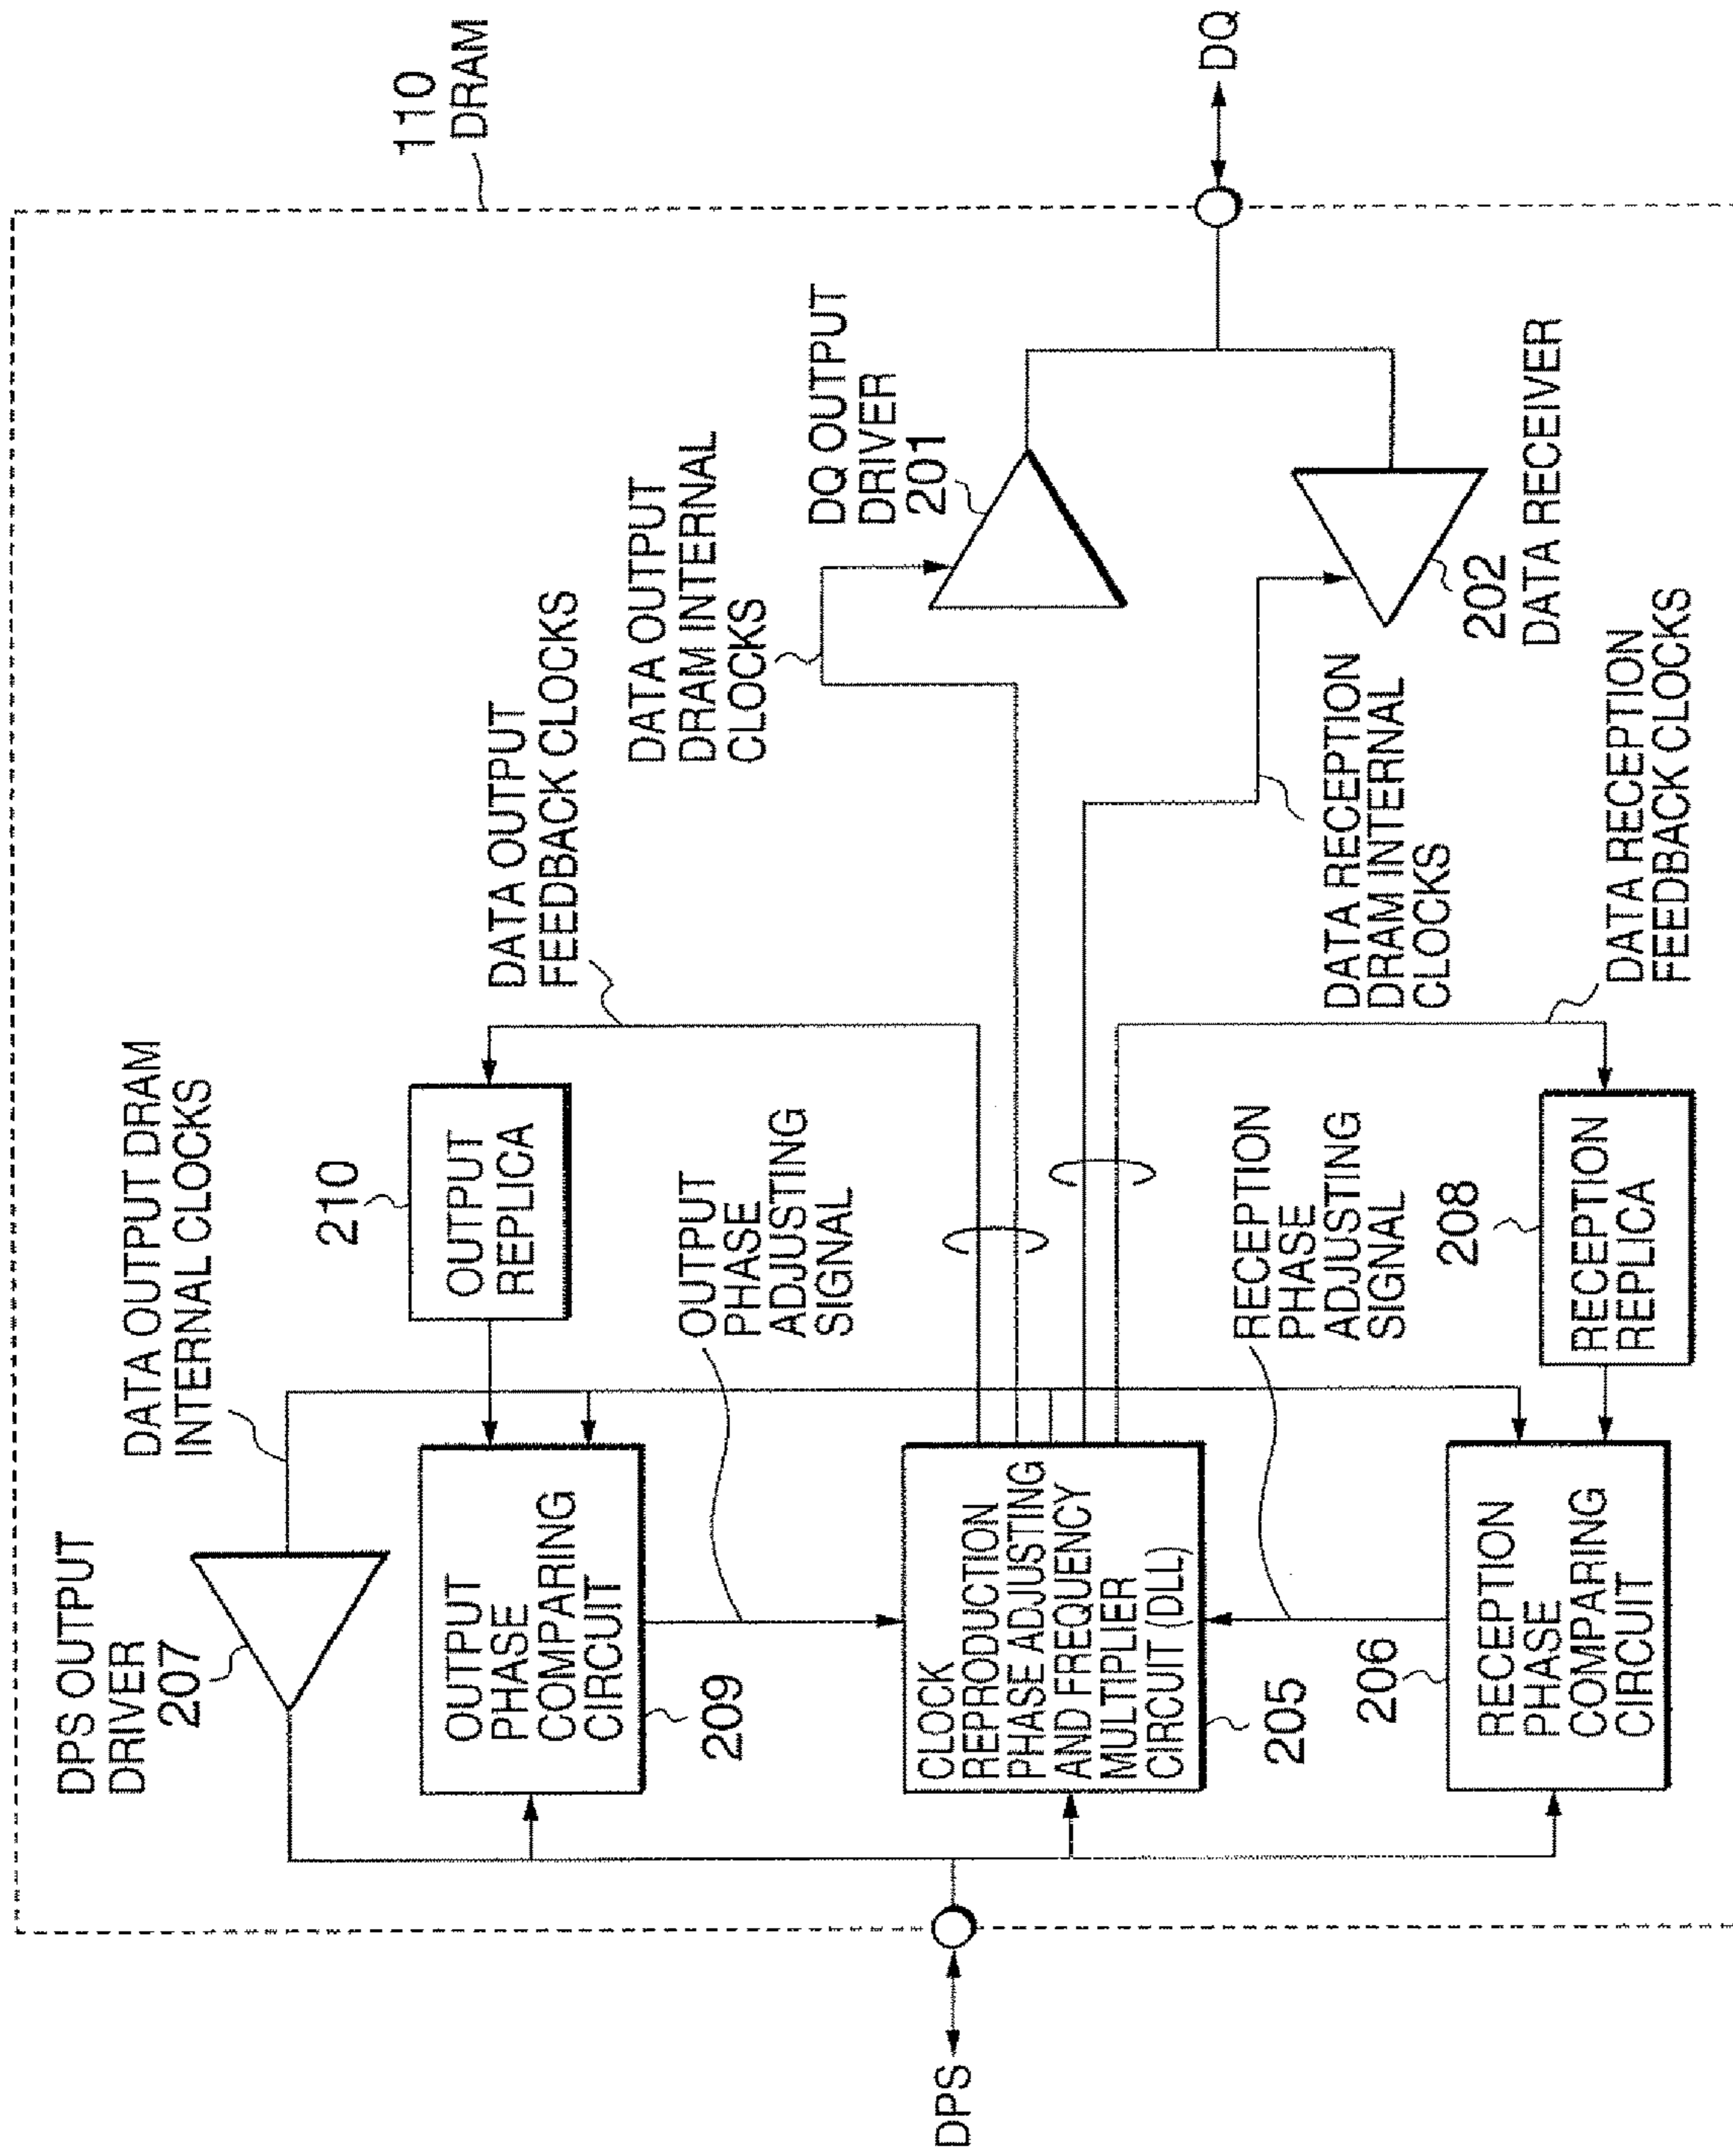 110
DRAM
DPS OUTPUT
DRIVER
207
DATA OUTPUT DRAM
INTERNAL CLOCKS
210
OUTPUT
REPLICA
DATA OUTPUT
FEEDBACK CLOCKS
DATA OUTPUT
DRAM INTERNAL
CLOCKS
DQ OUTPUT
DRIVER
201
OUTPUT
PHASE
COMPARING
CIRCUIT
209
OUTPUT
PHASE
ADJUSTING
SIGNAL
DPS
CLOCK
REPRODUCTION
PHASE ADJUSTING
AND FREQUENCY
MULTIPLIER
CIRCUIT (DLL)
205
DQ
RECEPTION
PHASE
ADJUSTING
SIGNAL
DATA RECEPTION
DRAM INTERNAL
CLOCKS
202
DATA RECEIVER
206
RECEPTION
PHASE
COMPARING
CIRCUIT
208
RECEPTION
REPLICA
DATA RECEPTION
FEEDBACK CLOCKS